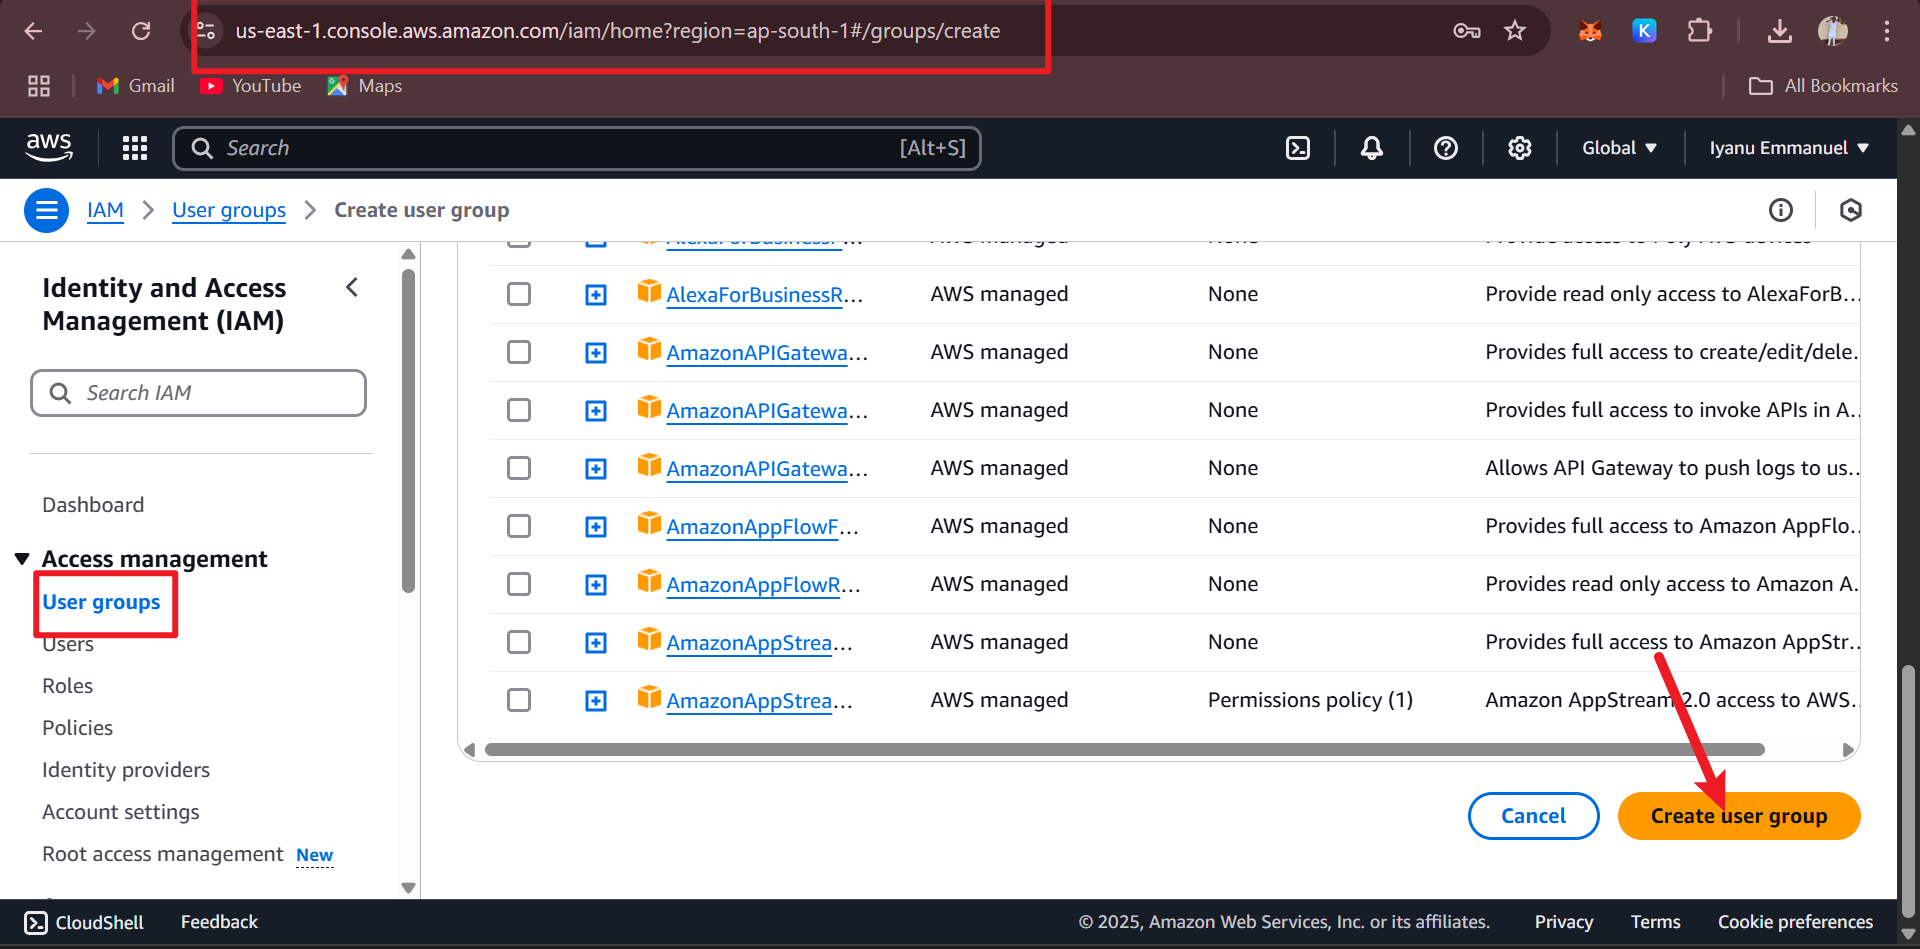 us-east-1.console.aws.amazon.com/iam/home?region=ap-south-1#/groups/create
Gmail
YouTube
Maps
All Bookmarks
aws
Search
[Alt+S]
Global
Iyanu Emmanuel
IAM
User groups
Create user group
Identity and Access
Management (IAM)
Search IAM
Dashboard
Access management
User groups
Users
Roles
Policies
Identity providers
Account settings
Root access management New
AWS managed None
AlexaForBusinessR... AWS managed None Provide read only access to AlexaForB...
AmazonAPIGatewa... AWS managed None Provides full access to create/edit/dele...
AmazonAPIGatewa... AWS managed None Provides full access to invoke APIs in A...
AmazonAPIGatewa... AWS managed None Allows API Gateway to push logs to us...
AmazonAppFlowF... AWS managed None Provides full access to Amazon AppFlo...
AmazonAppFlowR... AWS managed None Provides read only access to Amazon A...
AmazonAppStrea... AWS managed None Provides full access to Amazon AppStr...
AmazonAppStrea... AWS managed Permissions policy (1) Amazon AppStream 2.0 access to AWS...
Cancel
Create user group
CloudShell
Feedback
© 2025, Amazon Web Services, Inc. or its affiliates.
Privacy
Terms
Cookie preferences